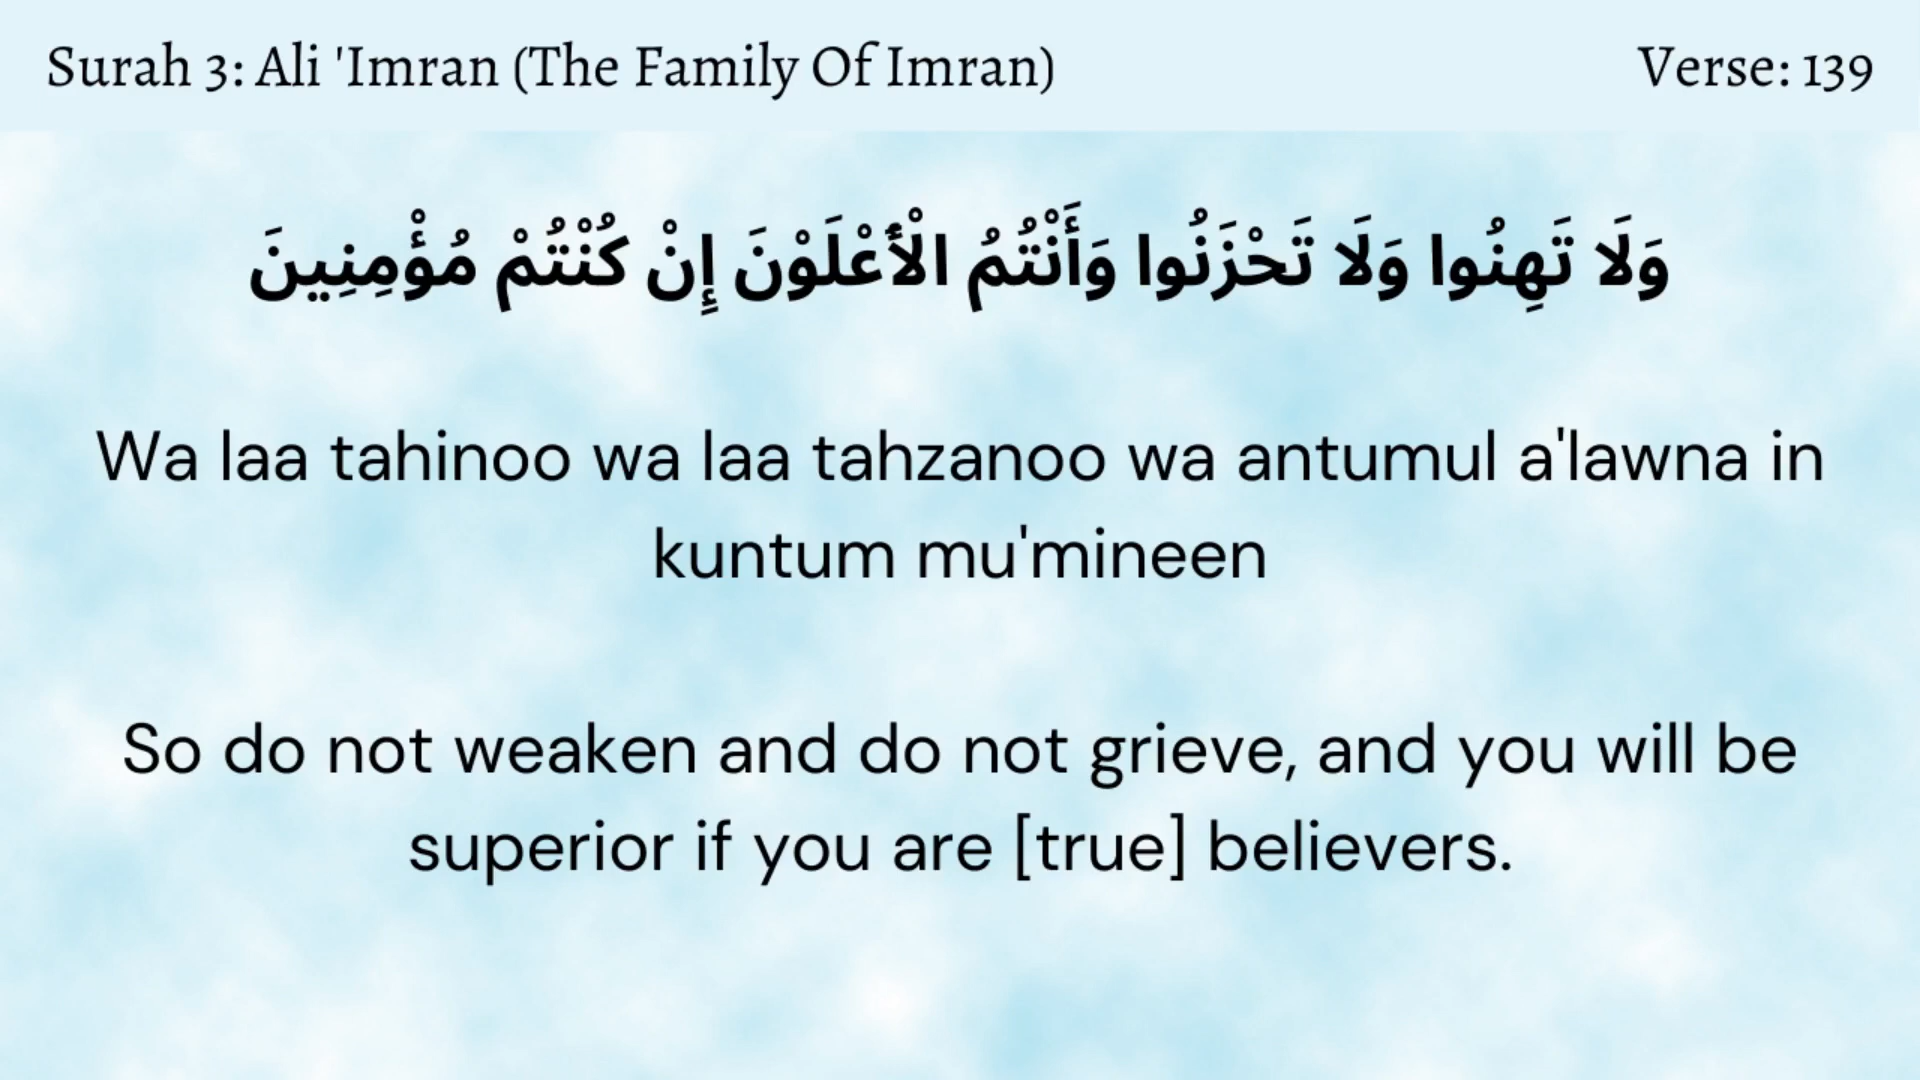 Surah 3: Ali 'Imran (The Family Of Imran)
Verse: 139
وَلَا تَهِنُوا وَلَا تَحْزَنُوا وَأَنْتُمُ الْأَعْلَوْنَ إِنْ كُنْتُمْ مُؤْمِنِينَ
Wa laa tahinoo wa laa tahzanoo wa antumul a'lawna in
kuntum mu'mineen
So do not weaken and do not grieve, and you will be
superior if you are [true] believers.